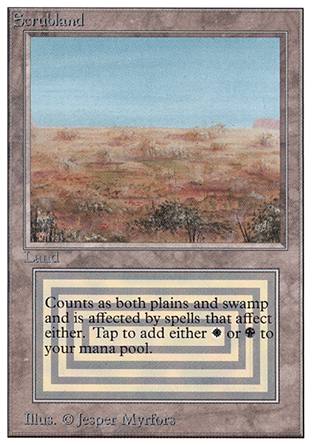 Scrubland
Land
Counts as both plains and swamp
and is affected by spells that affect
either. Tap to add either or to
your mana pool.
Illus. © Jesper Myrfors